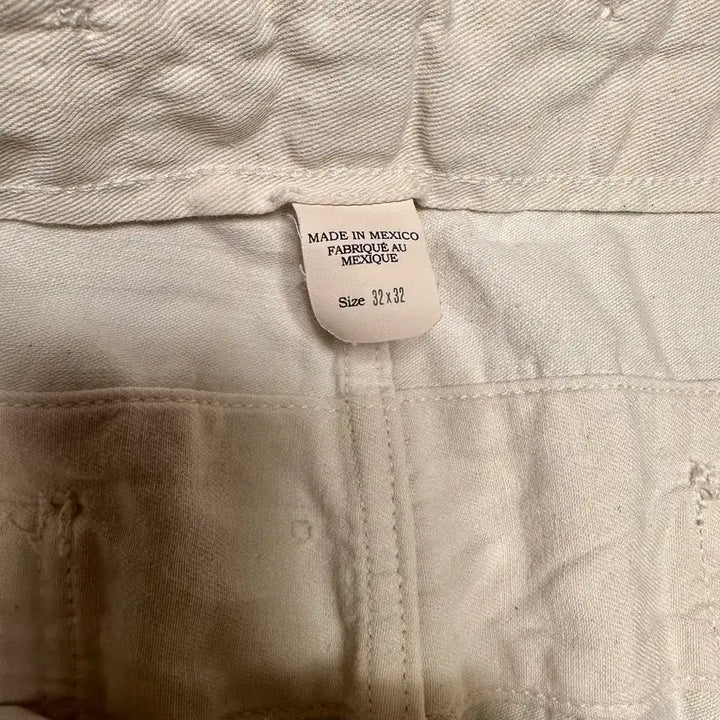 MADE IN MEXICO
FABRIQUÉ AU
MEXIQUE
Size 32x32